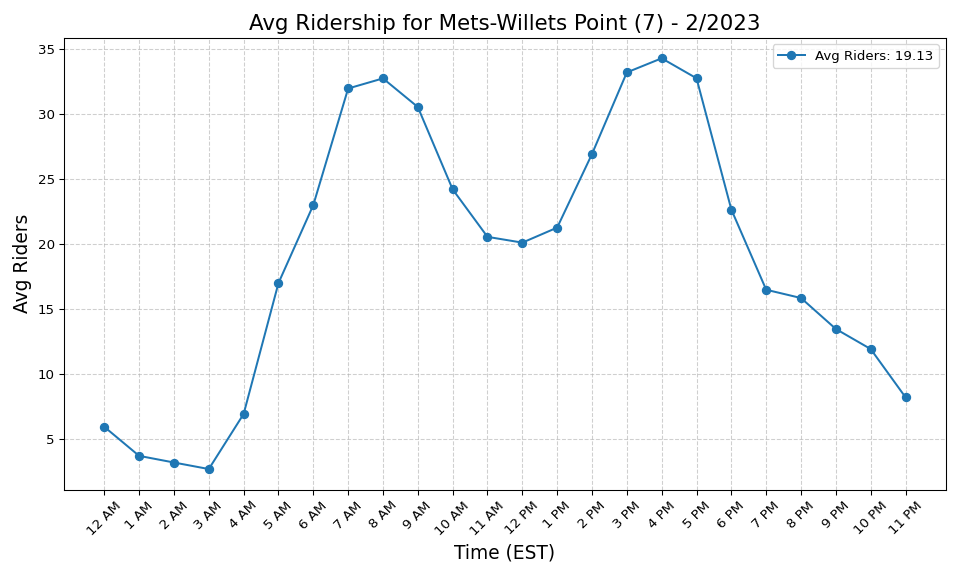 Avg Ridership for Mets-Willets Point (7) - 2/2023
Avg Riders: 19.13
Avg Riders
35
30
25
20
15
10
5
12 AM
1 AM
2 AM
3 AM
4 AM
5 AM
6 AM
7 AM
8 AM
9 AM
10 AM
11 AM
12 PM
1 PM
2 PM
3 PM
4 PM
5 PM
6 PM
7 PM
8 PM
9 PM
10 PM
11 PM
Time (EST)